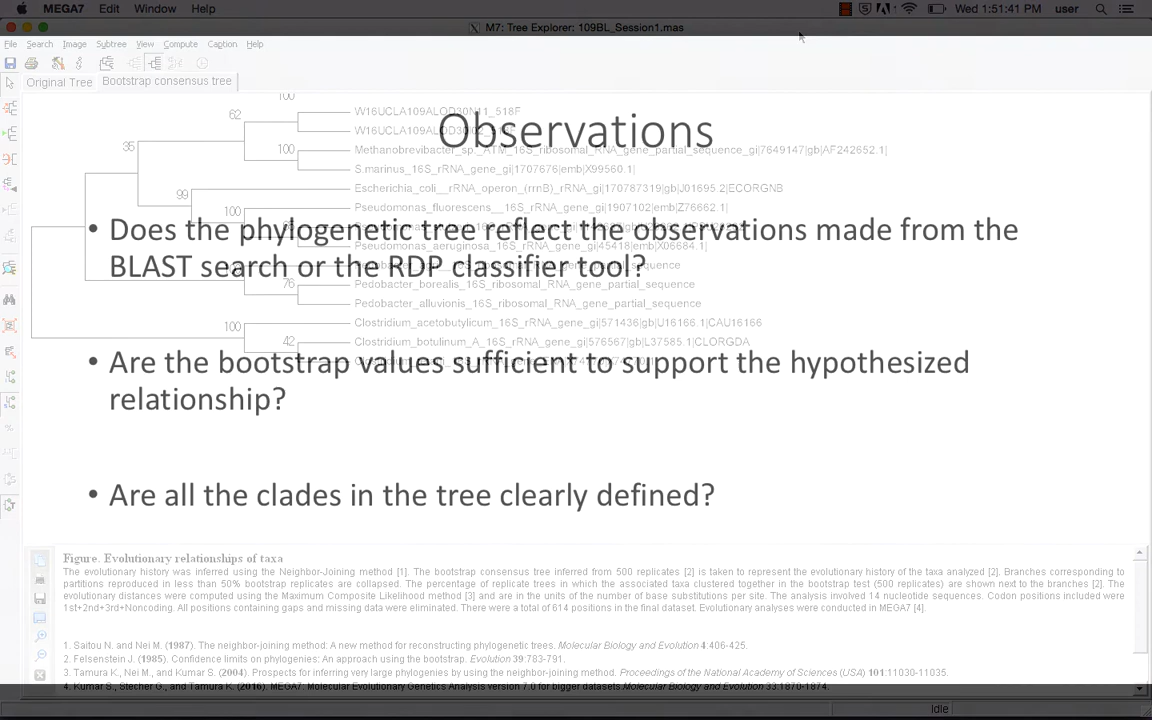 MEGA7 Edit Window Help Wed 1:51:41 PM user
M7: Tree Explorer: 109BL_Session1.mas
File Search Image Subtree View Compute Caption Help
Original Tree Bootstrap consensus tree
100
62 W16UCLA109ALOD30N11_518F
Observations
35
100 Methanobrevibacter_sp._ATM_16S_ribosomal_RNA_gene_partial_sequence_gi|7649147|gb|AF242652.1|
S.marinus_16S_rRNA_gene_gi|1707676|emb|X99560.1|
99 Escherichia_coli__rRNA_operon_(rrnB)_rRNA_gi|170787319|gb|J01695.2|ECORGNB
100 Pseudomonas_fluorescens_16S_rRNA_gene_gi|1907102|emb|Z76662.1|
• Does the phylogenetic tree reflect the observations made from the
Pseudomonas_aeruginosa_16S_rRNA_gene_gi|45418|emb|X06684.1|
BLAST search or the RDP classifier tool?
76 Pedobacter_borealis_16S_ribosomal_RNA_gene_partial_sequence
Pedobacter_alluvionis_16S_ribosomal_RNA_gene_partial_sequence
100 Clostridium_acetobutylicum_16S_rRNA_gene_gi|571436|gb|U16166.1|CAU16166
42 Clostridium_botulinum_A_16S_rRNA_gene_gi|576567|gb|L37585.1|CLORGDA
• Are the bootstrap values sufficient to support the hypothesized
relationship?
• Are all the clades in the tree clearly defined?
Figure. Evolutionary relationships of taxa
The evolutionary history was inferred using the Neighbor-Joining method [1]. The bootstrap consensus tree inferred from 500 replicates [2] is taken to represent the evolutionary history of the taxa analyzed [2]. Branches corresponding to
partitions reproduced in less than 50% bootstrap replicates are collapsed. The percentage of replicate trees in which the associated taxa clustered together in the bootstrap test (500 replicates) are shown next to the branches [2]. The
evolutionary distances were computed using the Maximum Composite Likelihood method [3] and are in the units of the number of base substitutions per site. The analysis involved 14 nucleotide sequences. Codon positions included were
1st+2nd+3rd+Noncoding. All positions containing gaps and missing data were eliminated. There were a total of 614 positions in the final dataset. Evolutionary analyses were conducted in MEGA7 [4].
1. Saitou N. and Nei M. (1987). The neighbor-joining method: A new method for reconstructing phylogenetic trees. Molecular Biology and Evolution 4:406-425.
2. Felsenstein J. (1985). Confidence limits on phylogenies: An approach using the bootstrap. Evolution 39:783-791.
3. Tamura K., Nei M., and Kumar S. (2004). Prospects for inferring very large phylogenies by using the neighbor-joining method. Proceedings of the National Academy of Sciences (USA) 101:11030-11035.
4. Kumar S., Stecher G., and Tamura K. (2016). MEGA7: Molecular Evolutionary Genetics Analysis version 7.0 for bigger datasets.Molecular Biology and Evolution 33:1870-1874.
Idle